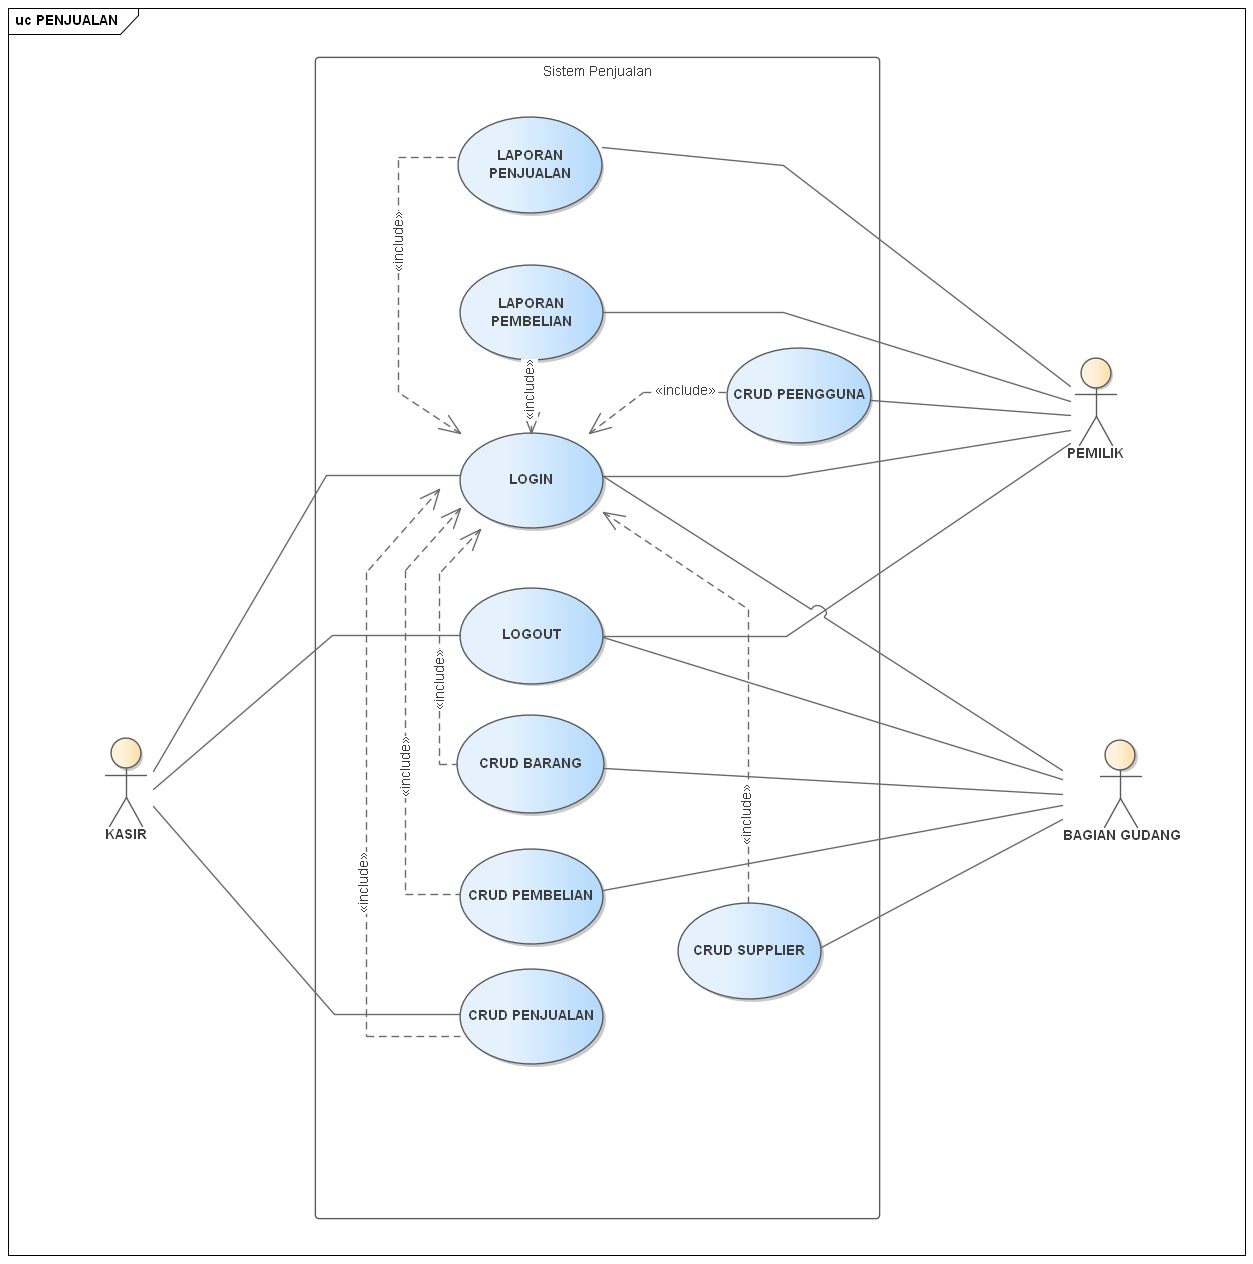 uc PENJUALAN
Sistem Penjualan
LAPORAN
PENJUALAN
«include»
LAPORAN
PEMBELIAN
«include»
«include»
CRUD PEENGGUNA
PEMILIK
LOGIN
LOGOUT
«include»
CRUD BARANG
«include»
«include»
KASIR
BAGIAN GUDANG
«include»
CRUD PEMBELIAN
CRUD SUPPLIER
CRUD PENJUALAN